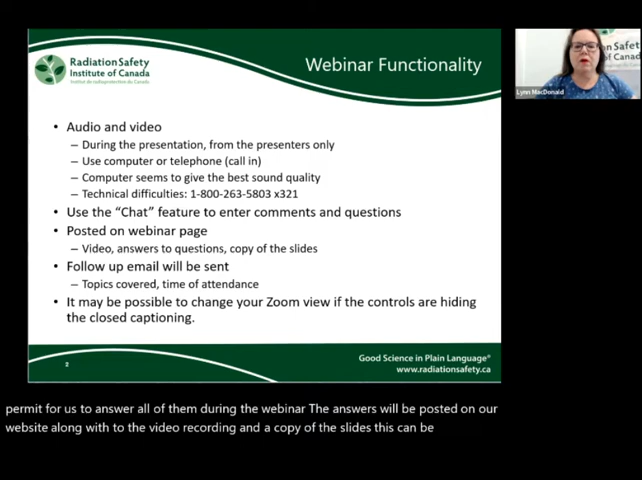 Radiation Safety
Institute of Canada
Institut de radioprotection du Canada
Webinar Functionality
• Audio and video
– During the presentation, from the presenters only
– Use computer or telephone (call in)
– Computer seems to give the best sound quality
– Technical difficulties: 1-800-263-5803 x321
• Use the “Chat” feature to enter comments and questions
• Posted on webinar page
– Video, answers to questions, copy of the slides
• Follow up email will be sent
– Topics covered, time of attendance
• It may be possible to change your Zoom view if the controls are hiding
the closed captioning.
2
Good Science in Plain Language®
www.radiationsafety.ca
Lynn MacDonald
permit for us to answer all of them during the webinar The answers will be posted on our
website along with to the video recording and a copy of the slides this can be